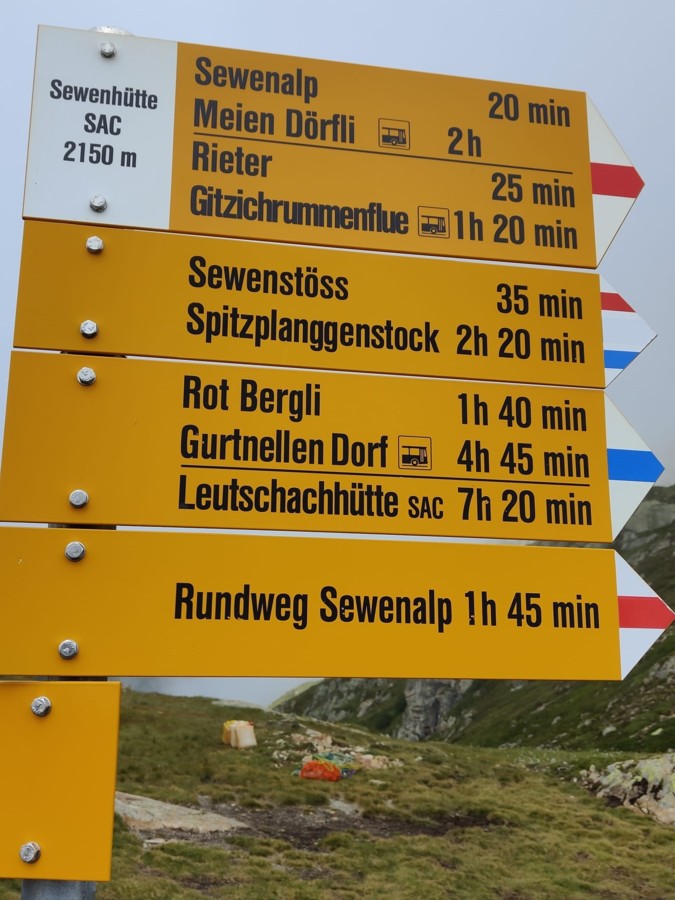 Sewenhütte
SAC
2150 m
Sewenalp 20 min
Meien Dörfli 2h
Rieter 25 min
Gitzichrummenflue 1h 20 min
Sewenstöss 35 min
Spitzplanggenstock 2h 20 min
Rot Bergli 1h 40 min
Gurtnellen Dorf 4h 45 min
Leutschachhütte SAC 7h 20 min
Rundweg Sewenalp 1h 45 min